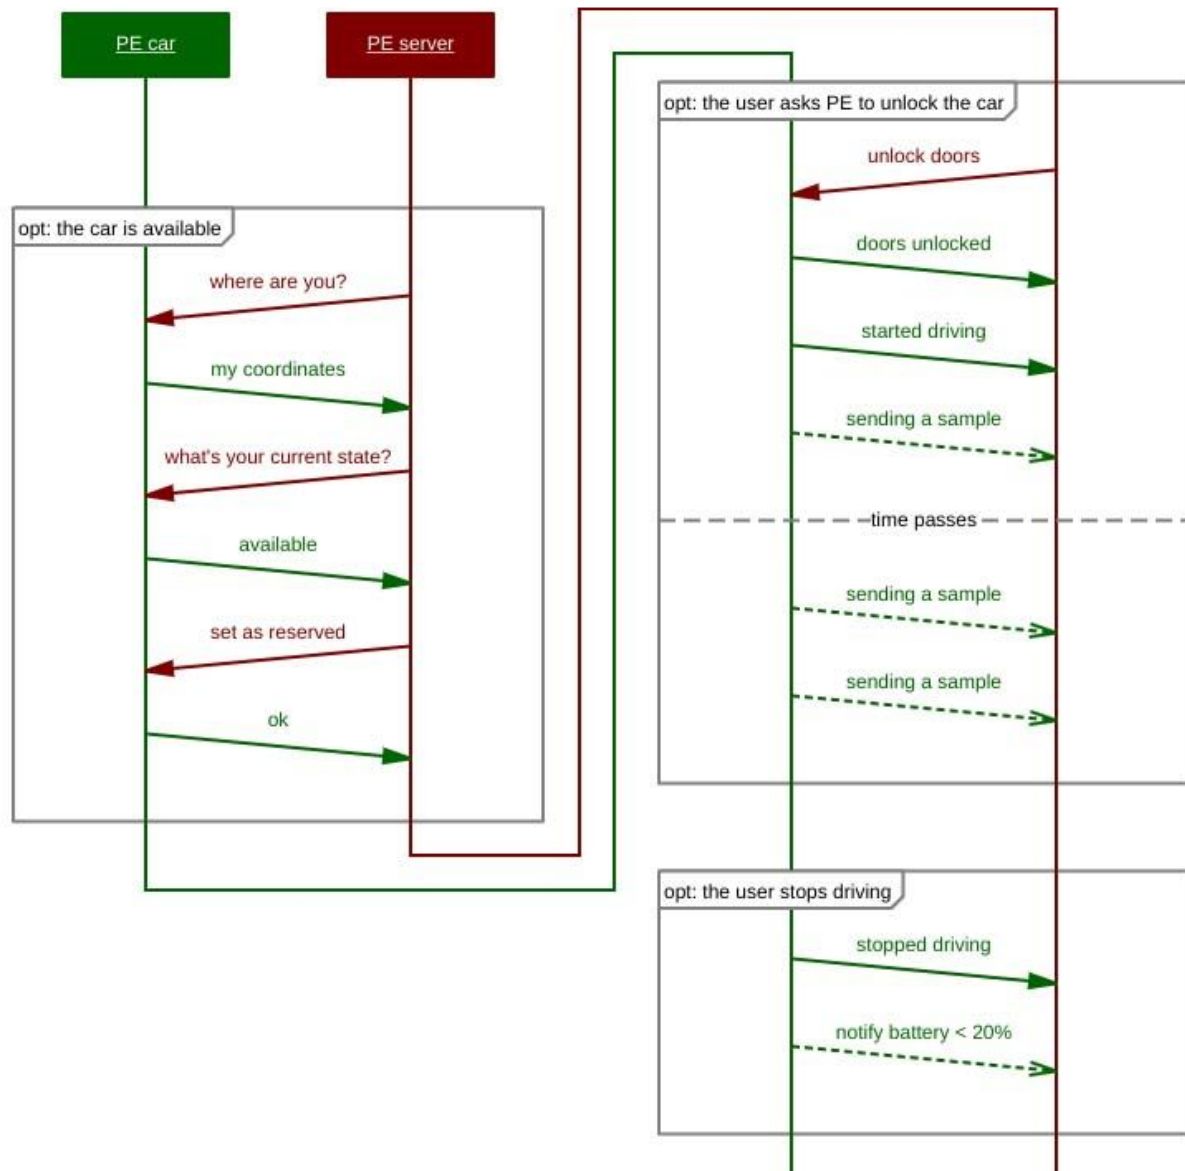 PE car
PE server
opt: the car is available
where are you?
my coordinates
what's your current state?
available
set as reserved
ok
opt: the user asks PE to unlock the car
unlock doors
doors unlocked
started driving
sending a sample
time passes
sending a sample
sending a sample
opt: the user stops driving
stopped driving
notify battery < 20%